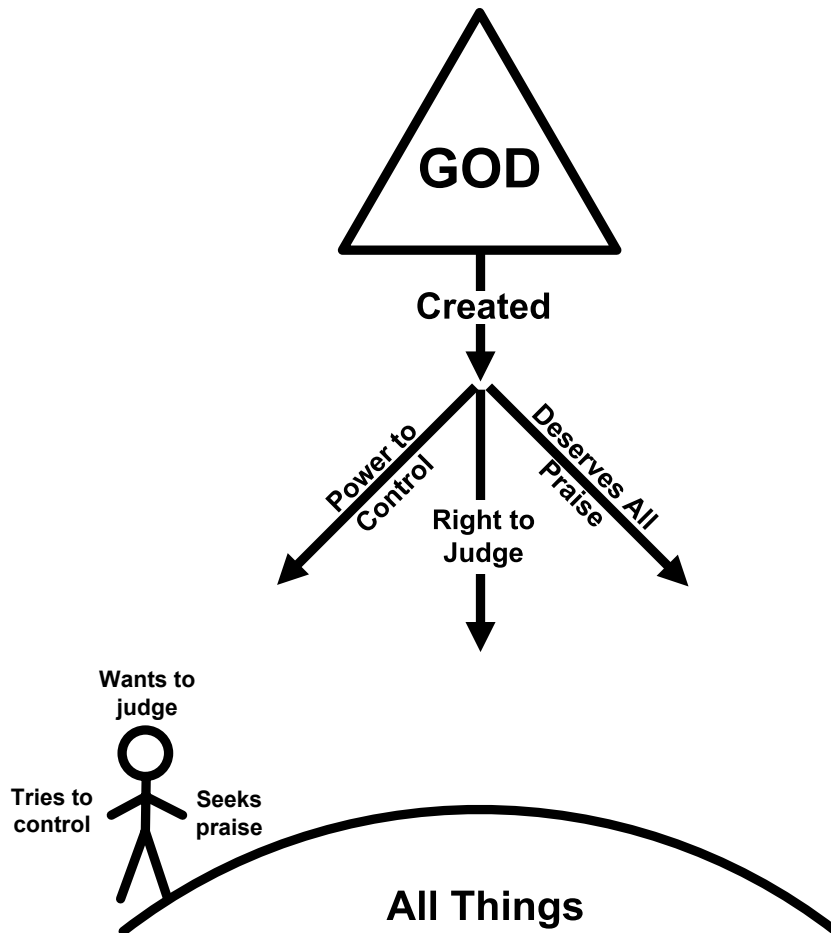 GOD
Created
Power to
Control
Right to
Judge
Deserves All
Praise
Wants to
judge
Tries to
control
Seeks
praise
All Things